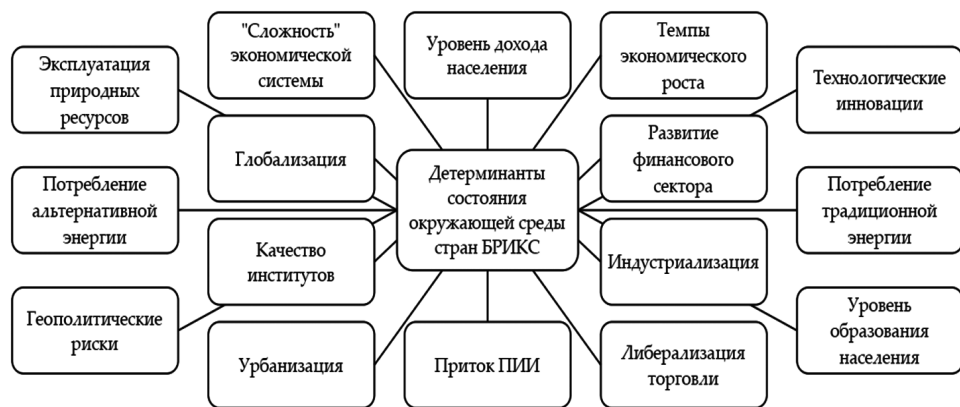 "Сложность"
экономической
системы
Уровень дохода
населения
Темпы
экономического
роста
Эксплуатация
природных
ресурсов
Технологические
инновации
Глобализация
Развитие
финансового
сектора
Детерминанты
состояния
окружающей среды
стран БРИКС
Потребление
альтернативной
энергии
Потребление
традиционной
энергии
Качество
институтов
Индустриализация
Геополитические
риски
Уровень
образования
населения
Урбанизация
Приток ПИИ
Либерализация
торговли